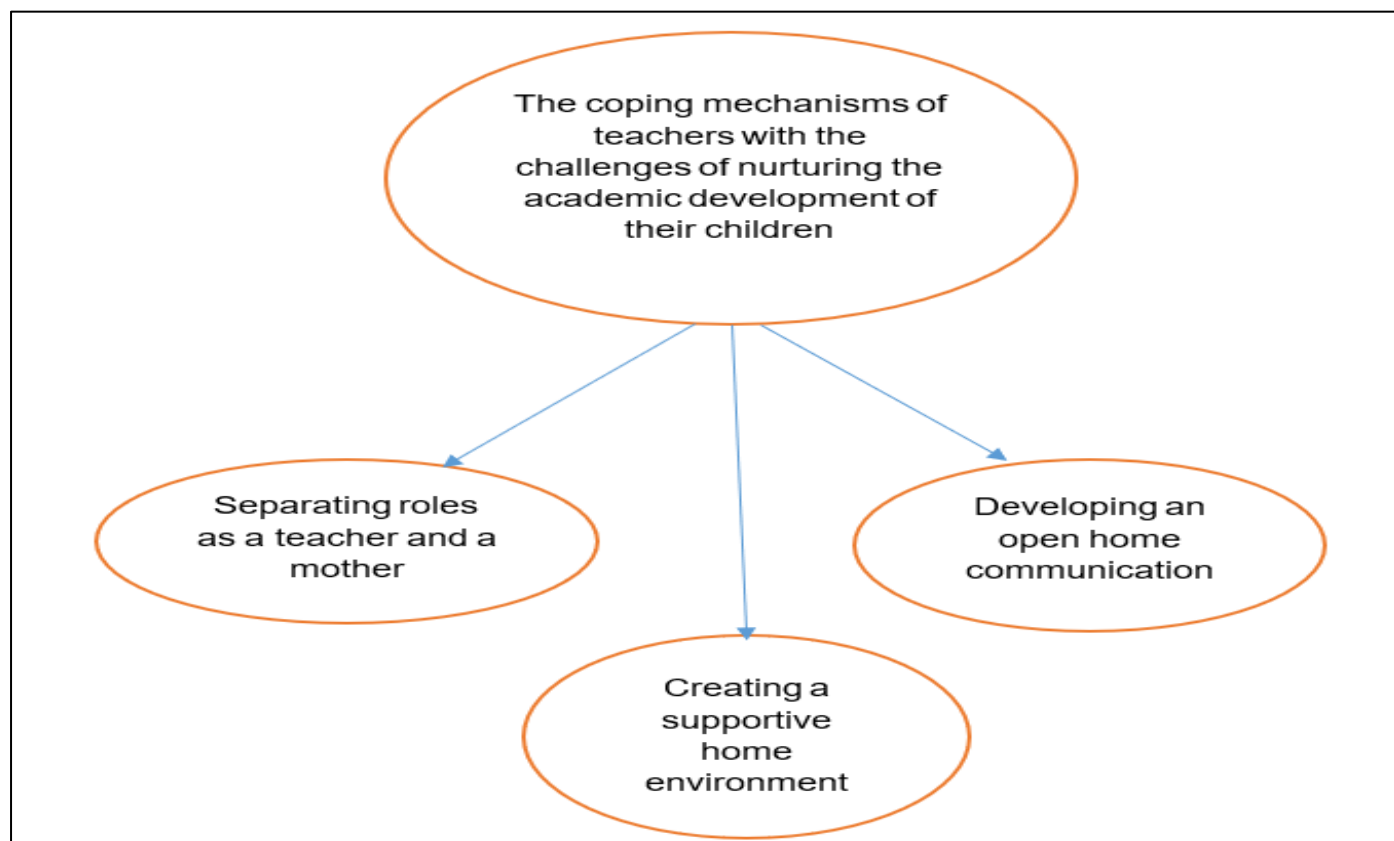 The coping mechanisms of
teachers with the
challenges of nurturing the
academic development of
their children
Separating roles
as a teacher and a
mother
Developing an
open home
communication
Creating a
supportive
home
environment